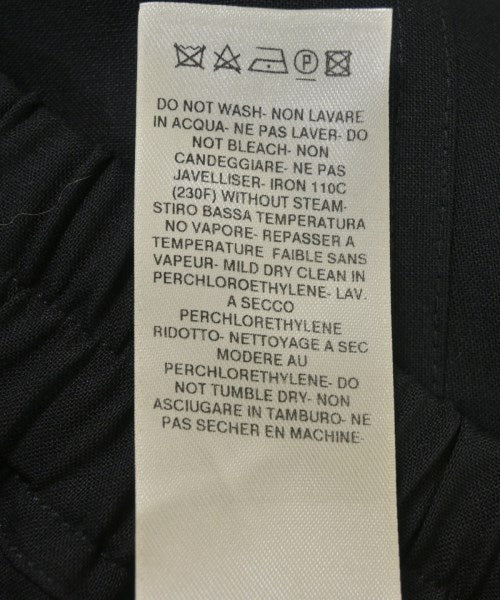 P
DO NOT WASH- NON LAVARE
IN ACQUA- NE PAS LAVER- DO
NOT BLEACH- NON
CANDEGGIARE- NE PAS
JAVELLISER- IRON 110C
(230F) WITHOUT STEAM-
STIRO BASSA TEMPERATURA
NO VAPORE- REPASSER A
TEMPERATURE FAIBLE SANS
VAPEUR- MILD DRY CLEAN IN
PERCHLOROETHYLENE- LAV.
A SECCO
PERCHLORETHYLENE
RIDOTTO- NETTOYAGE A SEC
MODERE AU
PERCHLORETHYLENE- DO
NOT TUMBLE DRY- NON
ASCIUGARE IN TAMBURO- NE
PAS SECHER EN MACHINE-